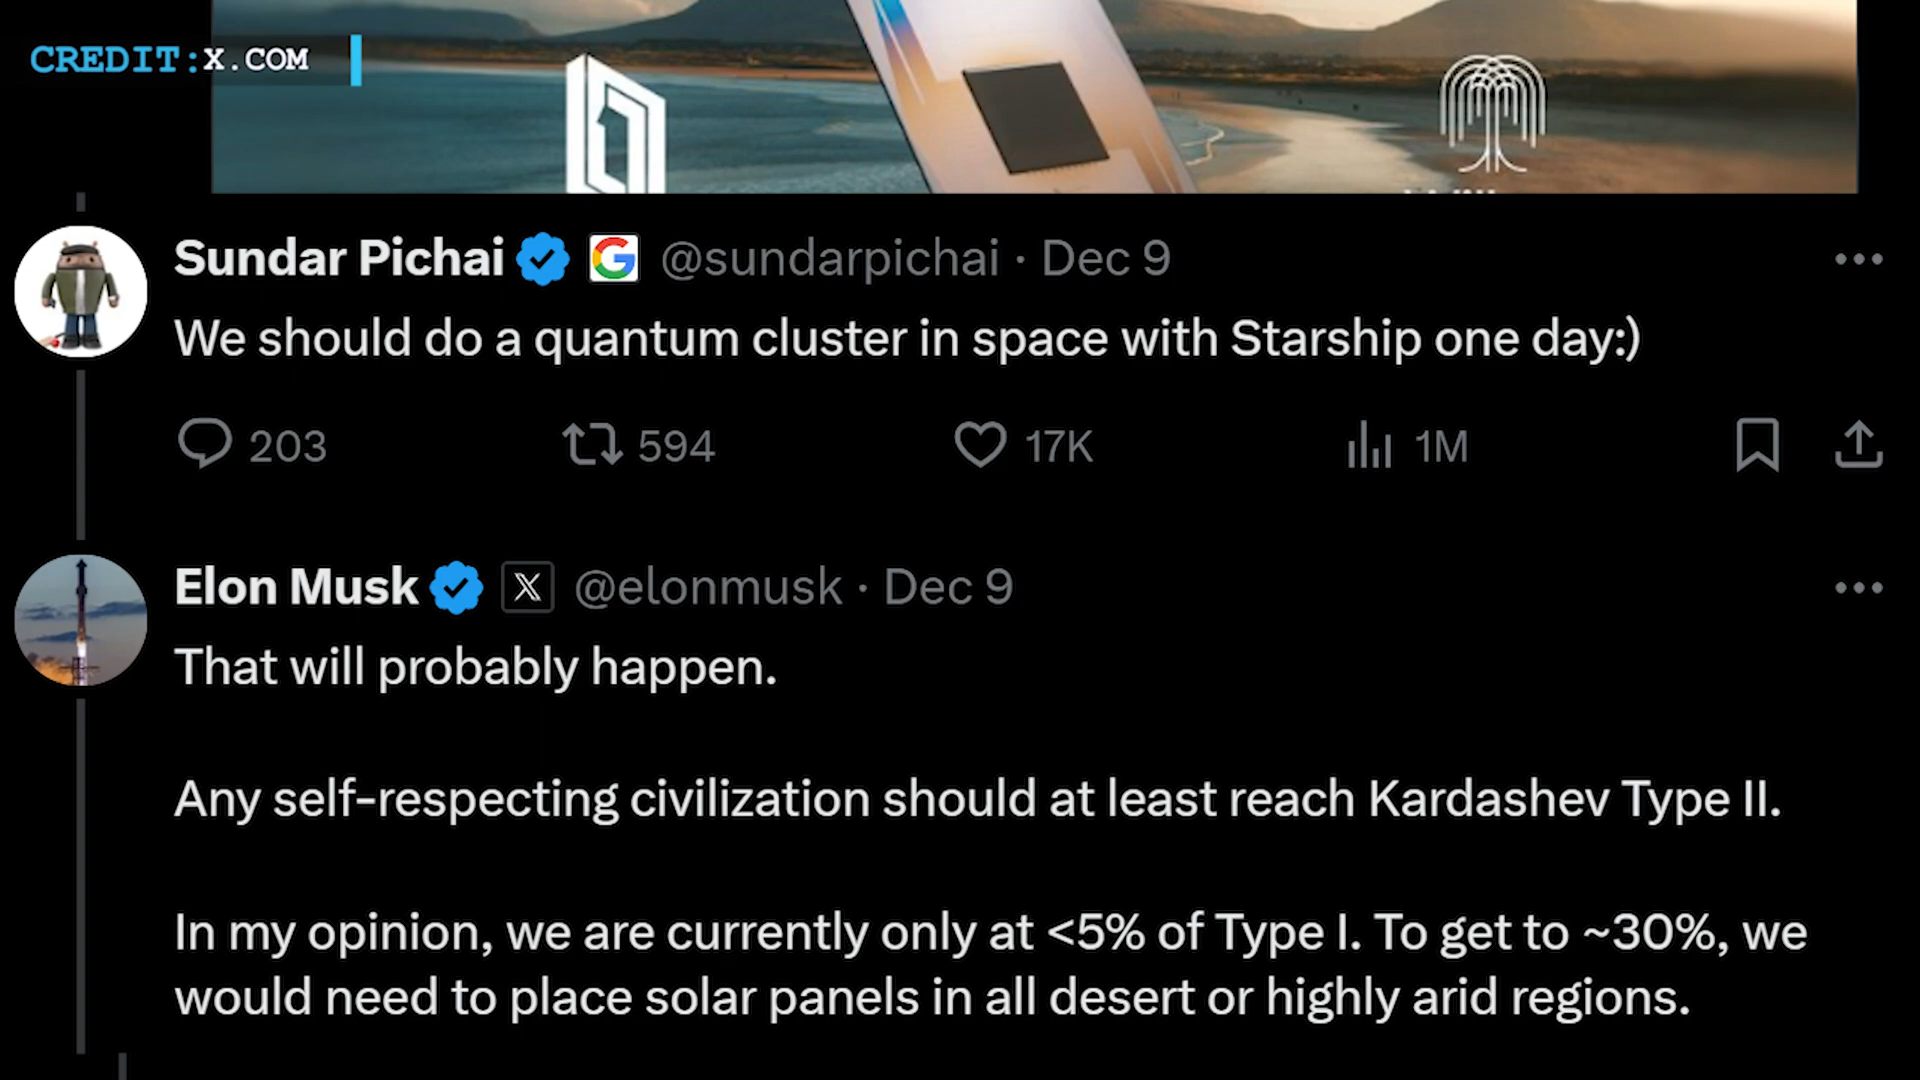 CREDIT:X.COM
Sundar Pichai @sundarpichai · Dec 9
We should do a quantum cluster in space with Starship one day:)
203 594 17K 1M
Elon Musk @elonmusk · Dec 9
That will probably happen.
Any self-respecting civilization should at least reach Kardashev Type II.
In my opinion, we are currently only at <5% of Type I. To get to ~30%, we
would need to place solar panels in all desert or highly arid regions.